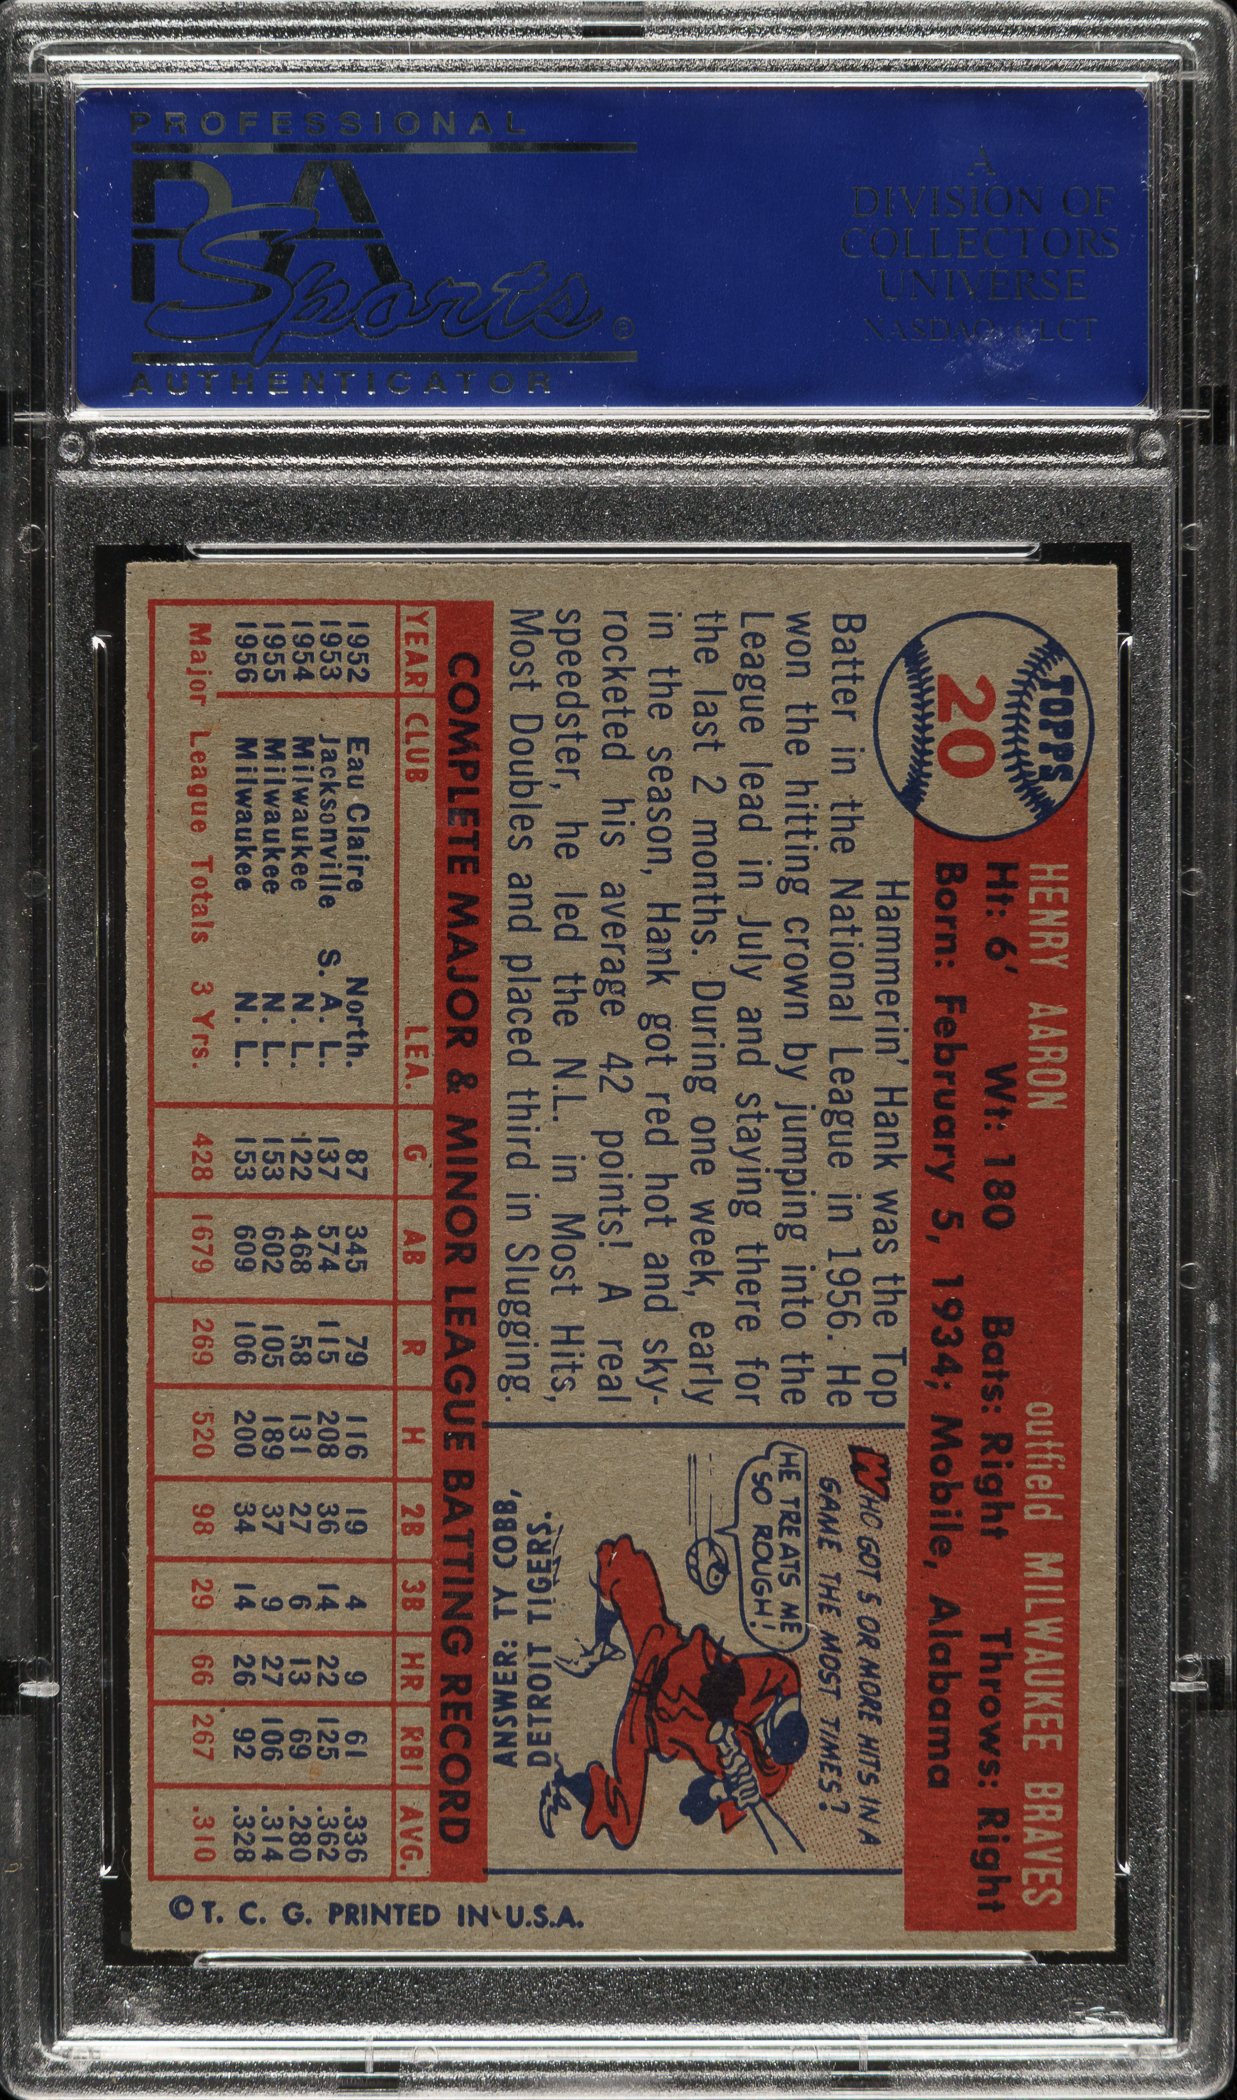 PROFESSIONAL
PSA
Sports®
AUTHENTICATOR
A
DIVISION OF
COLLECTORS
UNIVERSE
NASDAQ: CLCT
TOPPS
20
HENRY AARON outfield MILWAUKEE BRAVES
Ht: 6' Wt: 180 Bats: Right Throws: Right
Born: February 5, 1934; Mobile, Alabama
Hammerin' Hank was the Top
Batter in the National League in 1956. He
won the hitting crown by jumping into the
League lead in July and staying there for
the last 2 months. During one week, early
in the season, Hank got red hot and sky-
rocketed his average 42 points! A real
speedster, he led the N.L. in Most Hits,
Most Doubles and placed third in Slugging.
WHO GOT 5 OR MORE HITS IN A
GAME THE MOST TIMES?
HE TREATS ME
SO ROUGH!
ANSWER: TY COBB,
DETROIT TIGERS.
COMPLETE MAJOR & MINOR LEAGUE BATTING RECORD
YEAR CLUB LEA. G AB R H 2B 3B HR RBI AVG.
1952 Eau Claire North. 87 345 79 116 19 4 9 61 .336
1953 Jacksonville S. A. L. 137 574 115 208 36 14 22 125 .362
1954 Milwaukee N. L. 122 468 58 131 27 6 13 69 .280
1955 Milwaukee N. L. 153 602 105 189 37 9 27 106 .314
1956 Milwaukee N. L. 153 609 106 200 34 14 26 92 .328
Major League Totals 3 Yrs. 428 1679 269 520 98 29 66 267 .310
© T. C. G. PRINTED IN U.S.A.